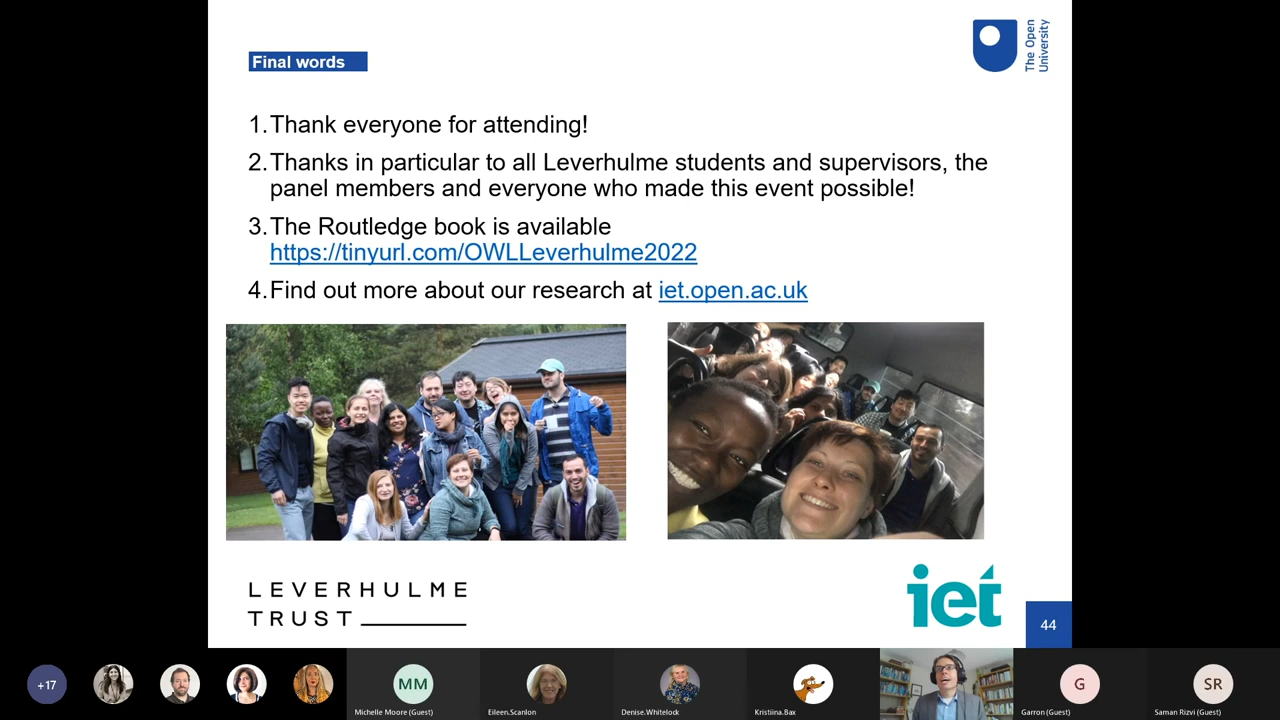 The Open
University
Final words
1. Thank everyone for attending!
2. Thanks in particular to all Leverhulme students and supervisors, the
panel members and everyone who made this event possible!
3. The Routledge book is available
https://tinyurl.com/OWLLeverhulme2022
4. Find out more about our research at iet.open.ac.uk
LEVERHULME
TRUST
iet
44
+17
MM
Michelle Moore (Guest)
Eileen.Scanlon
Denise.Whitelock
Kristiina.Bax
G
Garron (Guest)
SR
Saman Rizvi (Guest)